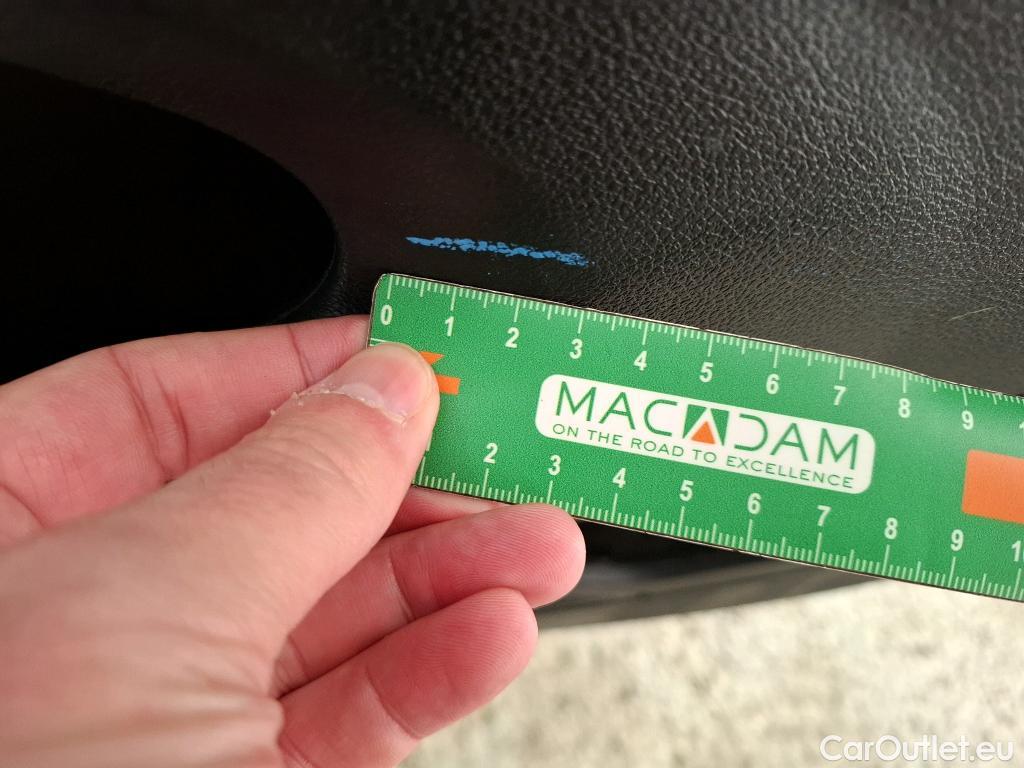 0 1 2 3 4 5 6 7 8 9
MACADAM
ON THE ROAD TO EXCELLENCE
2 3 4 5 6 7 8 9
CarOutlet.eu